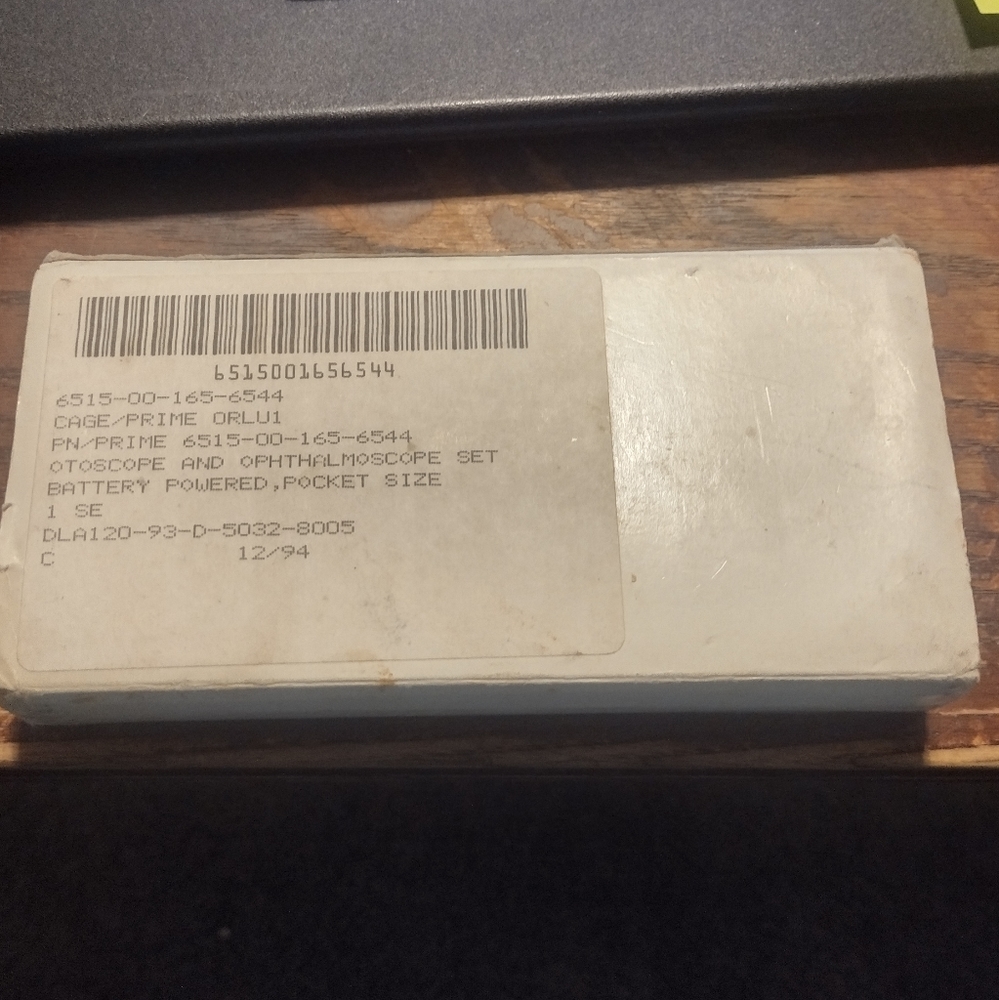 6515001656544
6515-00-165-6544
CAGE/PRIME 0RLU1
PN/PRIME 6515-00-165-6544
OTOSCOPE AND OPHTHALMOSCOPE SET
BATTERY POWERED,POCKET SIZE
1 SE
DLA120-93-D-5032-8005
C 12/94